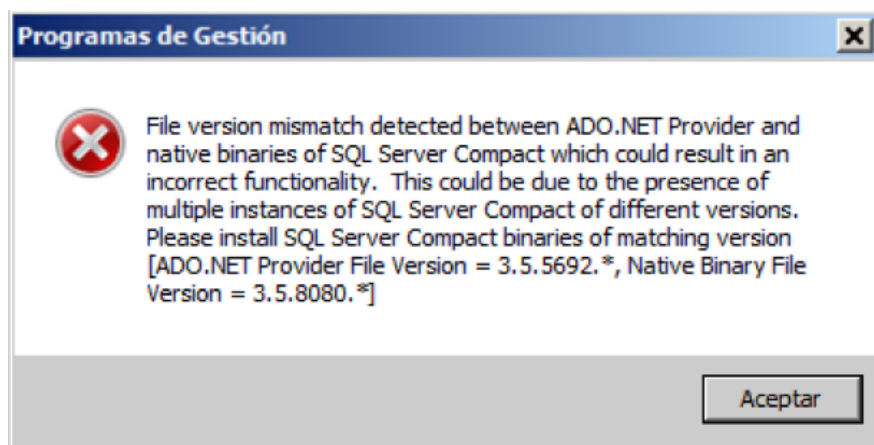 Programas de Gestión
File version mismatch detected between ADO.NET Provider and
native binaries of SQL Server Compact which could result in an
incorrect functionality.  This could be due to the presence of
multiple instances of SQL Server Compact of different versions.
Please install SQL Server Compact binaries of matching version
[ADO.NET Provider File Version = 3.5.5692.*, Native Binary File
Version = 3.5.8080.*]
Aceptar